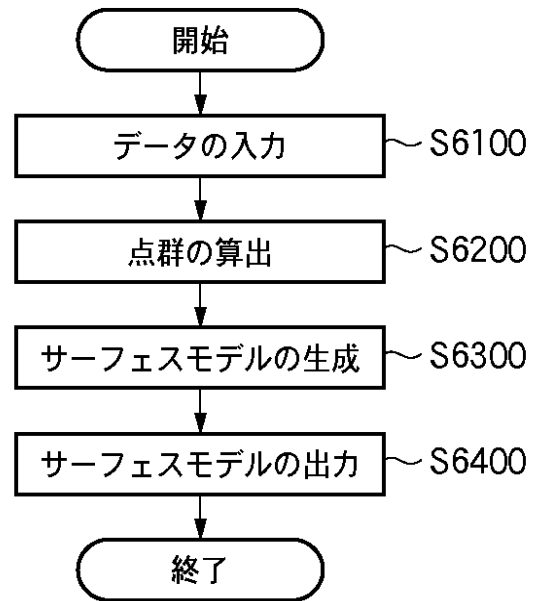 開始
データの入力 S6100
点群の算出 S6200
サーフェスモデルの生成 S6300
サーフェスモデルの出力 S6400
終了